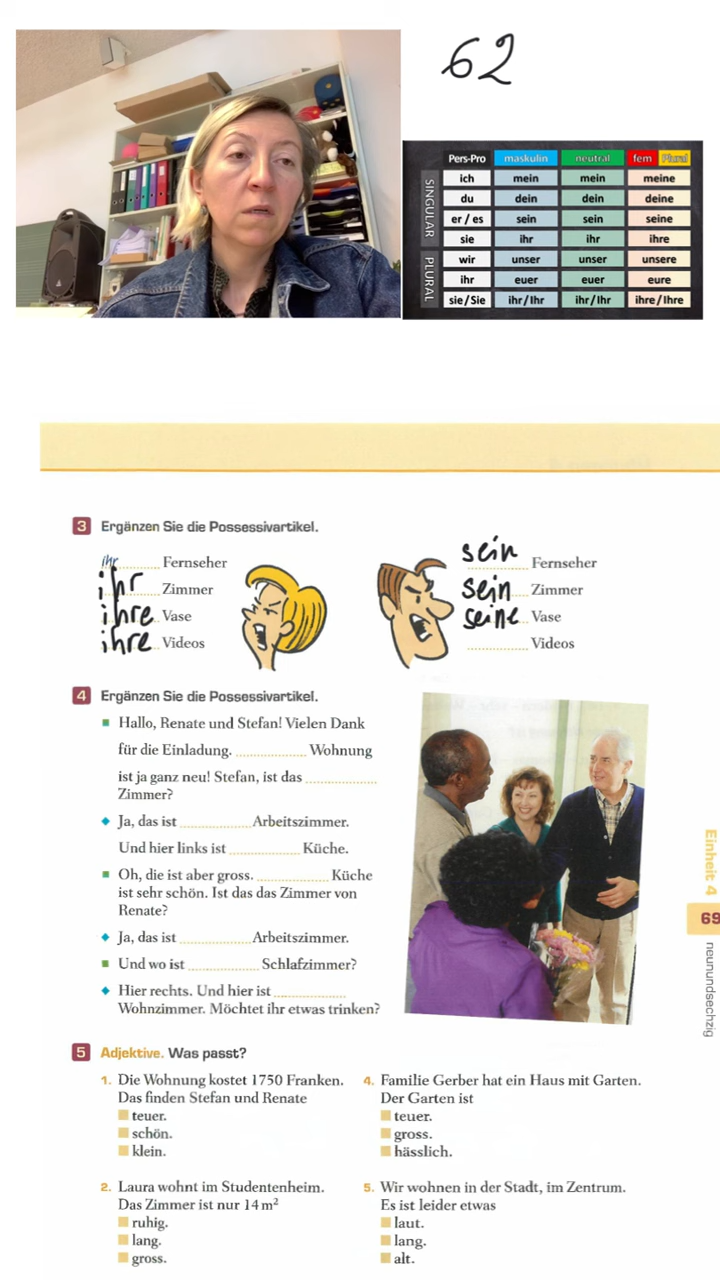 62
Pers-Pro maskulin neutral fem Plural
SINGULAR
ich mein mein meine
du dein dein deine
er / es sein sein seine
sie ihr ihr ihre
PLURAL
wir unser unser unsere
ihr euer euer eure
sie / Sie ihr / Ihr ihr / Ihr ihre / Ihre
3 Ergänzen Sie die Possessivartikel.
ihr Fernseher
ihr Zimmer
ihre Vase
ihre Videos
sein Fernseher
sein Zimmer
seine Vase
Videos
4 Ergänzen Sie die Possessivartikel.
Hallo, Renate und Stefan! Vielen Dank
für die Einladung. Wohnung
ist ja ganz neu! Stefan, ist das
Zimmer?
Ja, das ist Arbeitszimmer.
Und hier links ist Küche.
Oh, die ist aber gross. Küche
ist sehr schön. Ist das das Zimmer von
Renate?
Ja, das ist Arbeitszimmer.
Und wo ist Schlafzimmer?
Hier rechts. Und hier ist
Wohnzimmer. Möchtet ihr etwas trinken?
Einheit 4
69
neunundsechzig
5 Adjektive. Was passt?
1. Die Wohnung kostet 1750 Franken.
Das finden Stefan und Renate
teuer.
schön.
klein.
4. Familie Gerber hat ein Haus mit Garten.
Der Garten ist
teuer.
gross.
hässlich.
2. Laura wohnt im Studentenheim.
Das Zimmer ist nur 14 m²
ruhig.
lang.
gross.
5. Wir wohnen in der Stadt, im Zentrum.
Es ist leider etwas
laut.
lang.
alt.